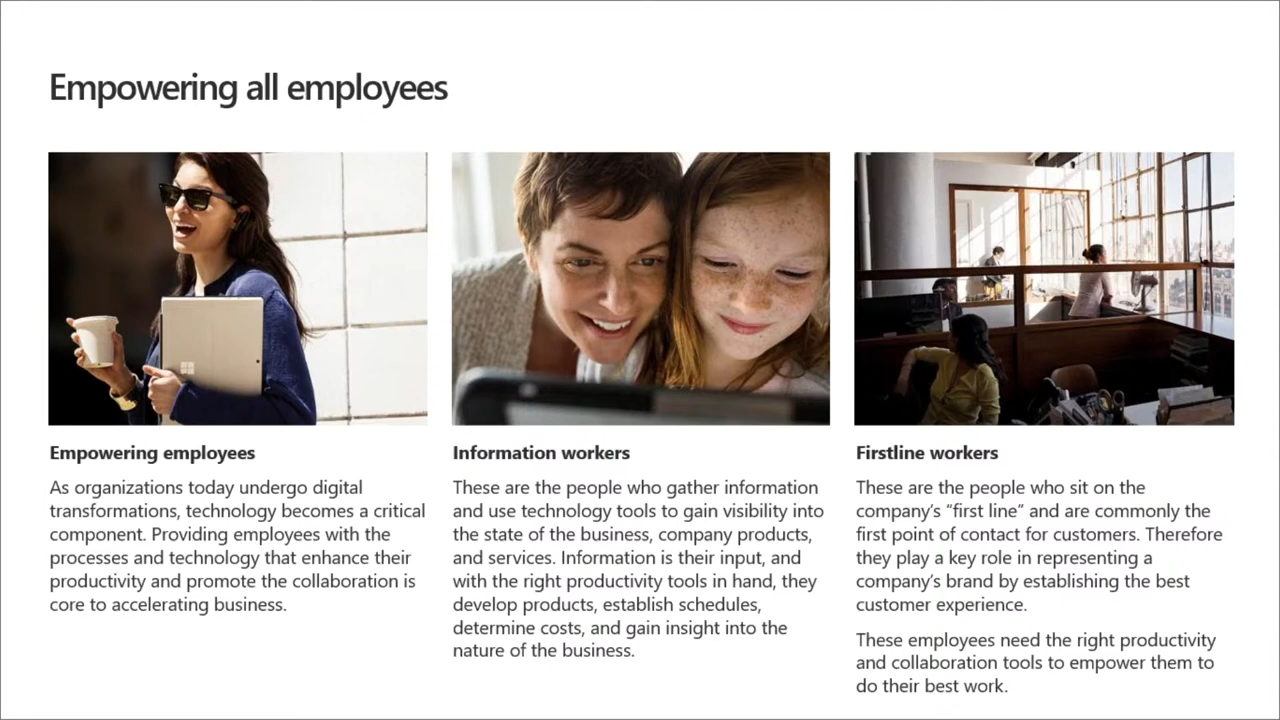 Empowering all employees
Empowering employees
As organizations today undergo digital
transformations, technology becomes a critical
component. Providing employees with the
processes and technology that enhance their
productivity and promote the collaboration is
core to accelerating business.
Information workers
These are the people who gather information
and use technology tools to gain visibility into
the state of the business, company products,
and services. Information is their input, and
with the right productivity tools in hand, they
develop products, establish schedules,
determine costs, and gain insight into the
nature of the business.
Firstline workers
These are the people who sit on the
company’s “first line” and are commonly the
first point of contact for customers. Therefore
they play a key role in representing a
company’s brand by establishing the best
customer experience.
These employees need the right productivity
and collaboration tools to empower them to
do their best work.